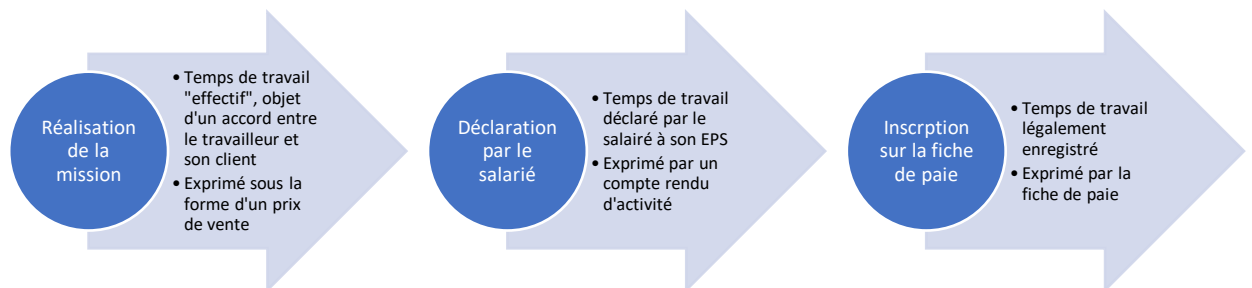 Réalisation
de la
mission
• Temps de travail
"effectif", objet
d'un accord entre
le travailleur et
son client
• Exprimé sous la
forme d'un prix
de vente
Déclaration
par le
salarié
• Temps de travail
déclaré par le
salairé à son EPS
• Exprimé par un
compte rendu
d'activité
Inscrption
sur la fiche
de paie
• Temps de travail
légalement
enregistré
• Exprimé par la
fiche de paie